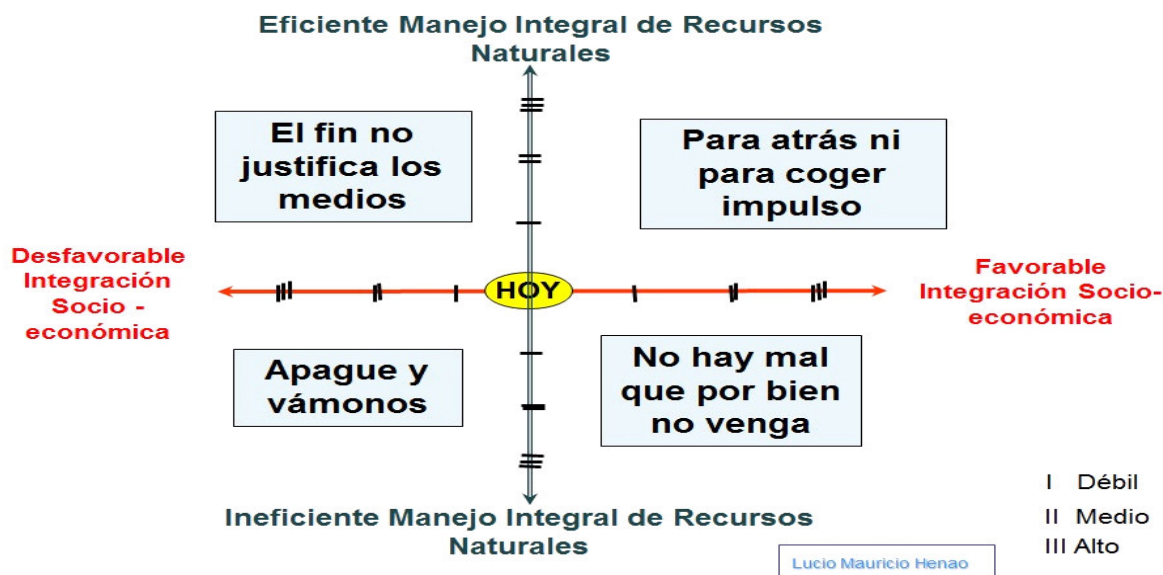 Eficiente Manejo Integral de Recursos
Naturales
El fin no
justifica los
medios
Para atrás ni
para coger
impulso
Desfavorable
Integración
Socio -
económica
HOY
Favorable
Integración Socio-
económica
Apague y
vámonos
No hay mal
que por bien
no venga
Ineficiente Manejo Integral de Recursos
Naturales
I Débil
II Medio
III Alto
Lucio Mauricio Henao